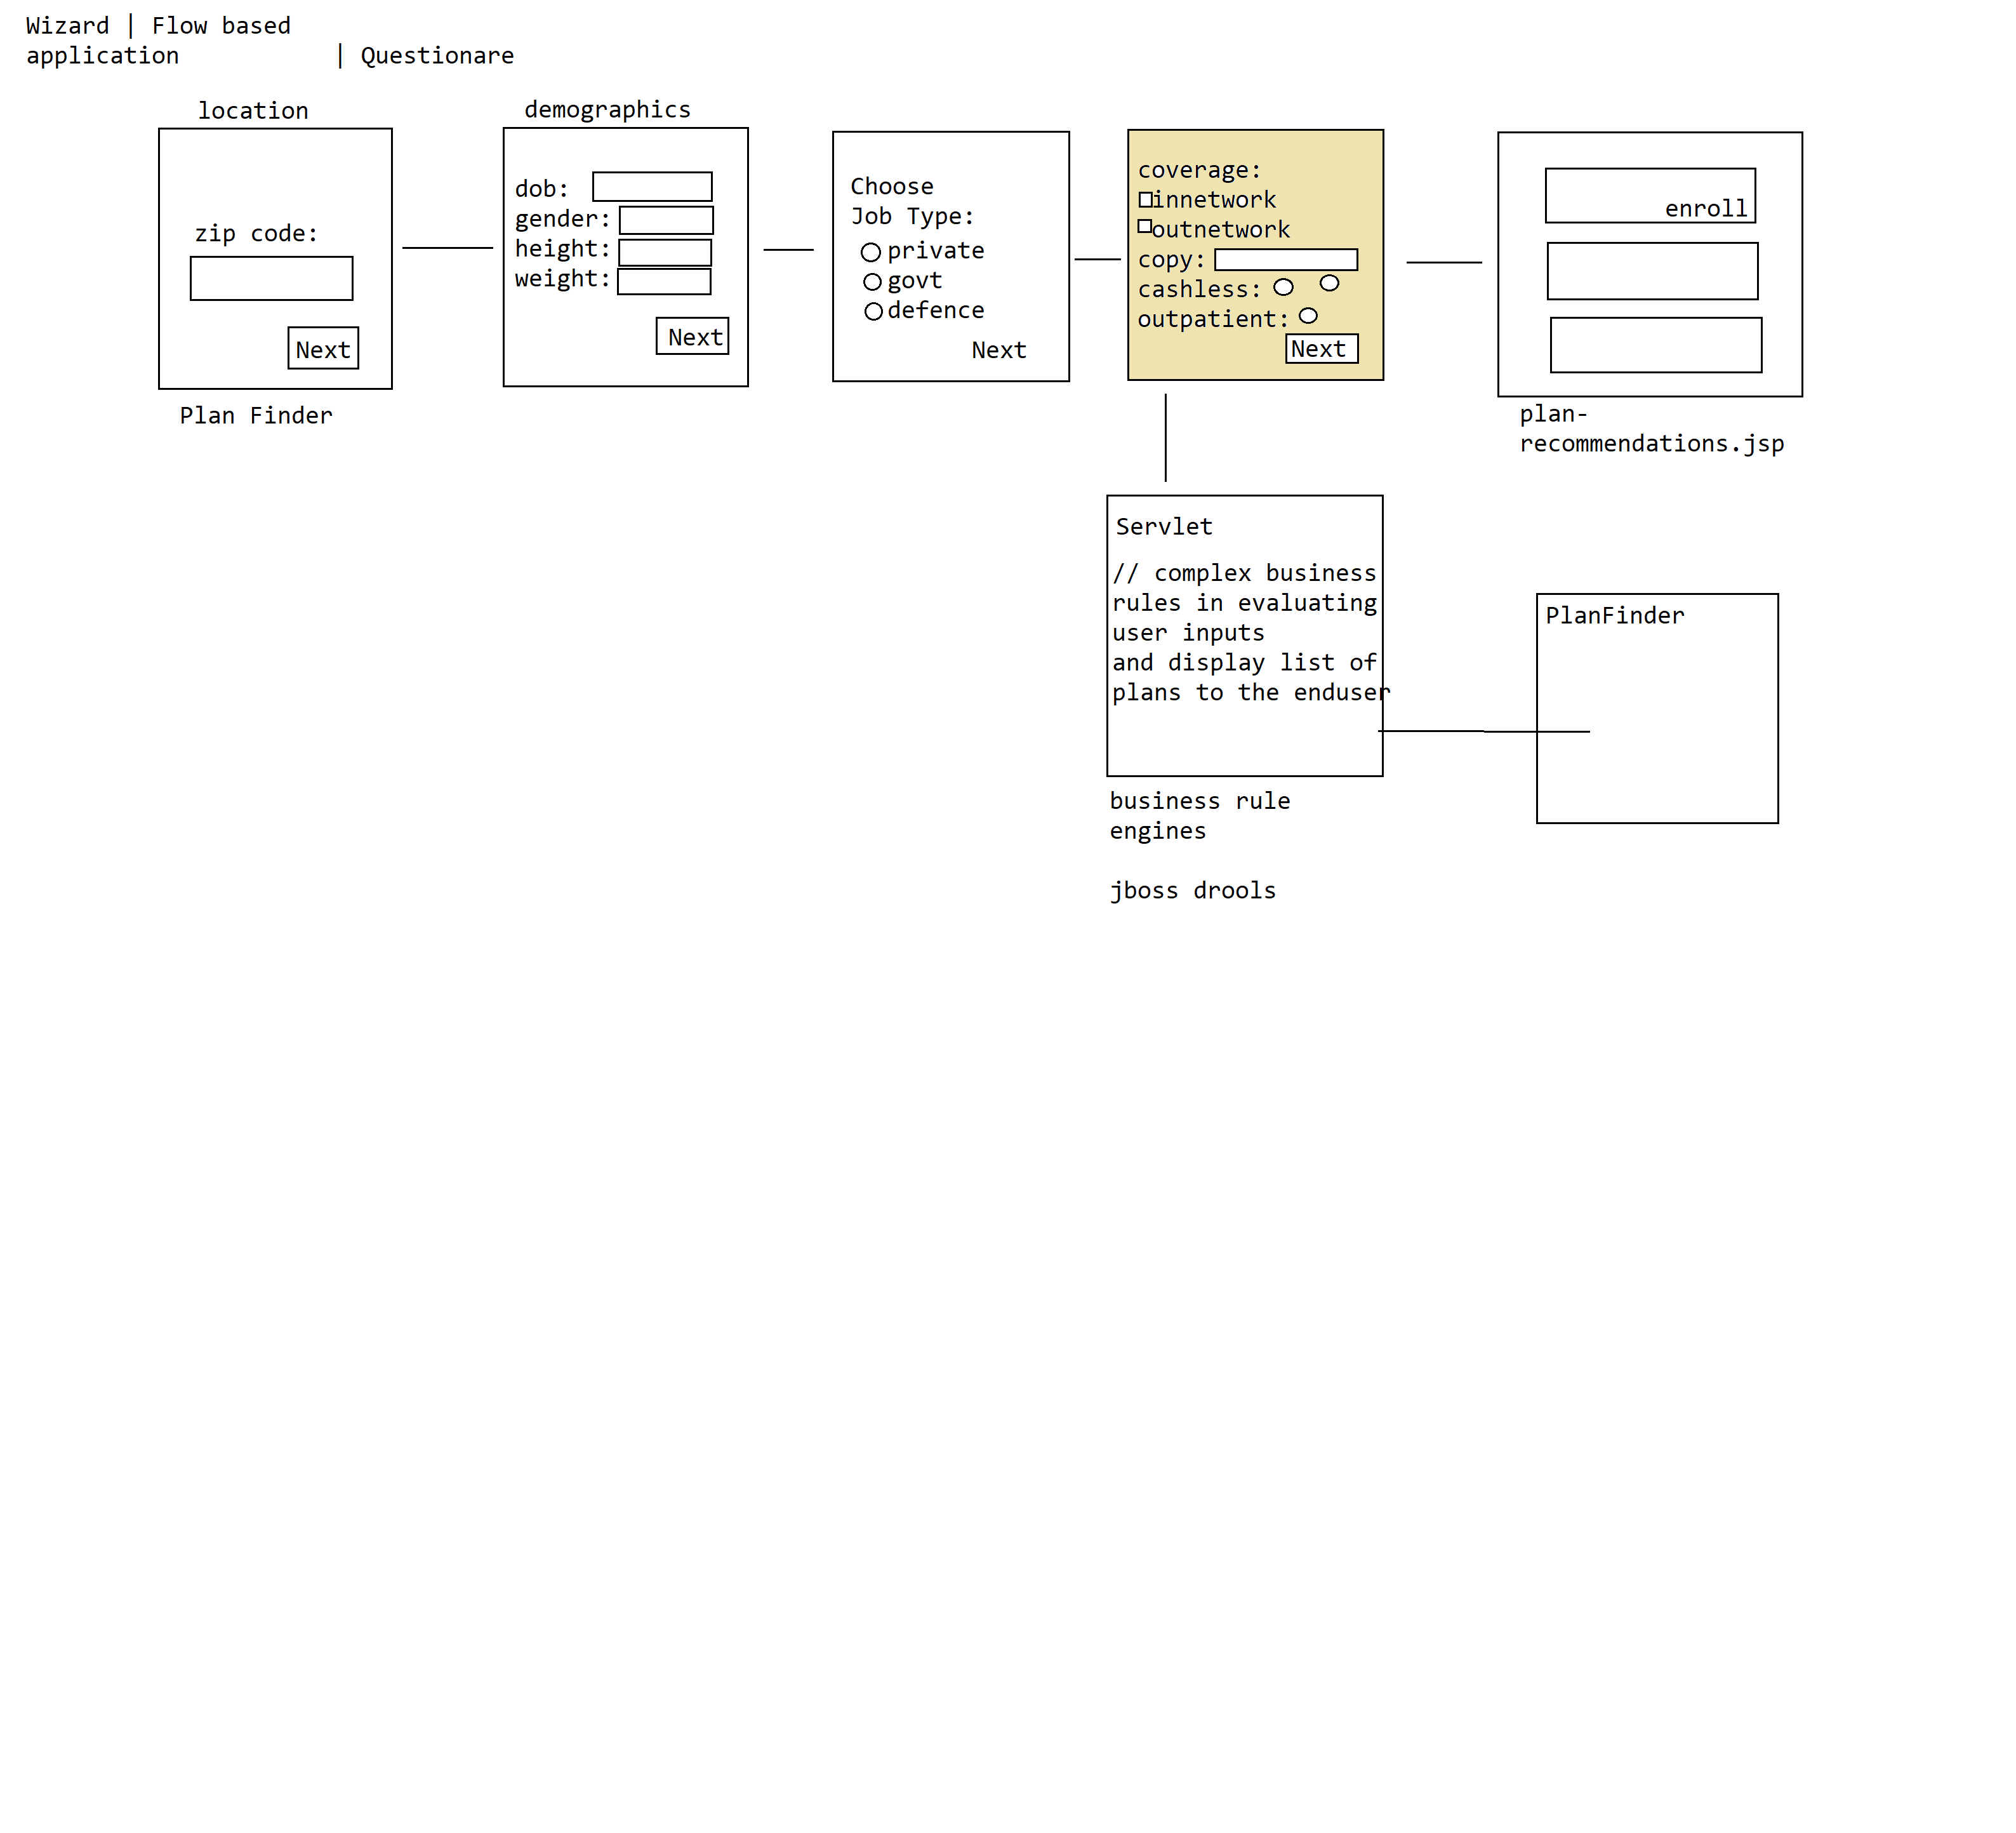 Wizard | Flow based
application | Questionare
location
zip code:
Next
Plan Finder
demographics
dob:
gender:
height:
weight:
Next
Choose
Job Type:
private
govt
defence
Next
coverage:
innetwork
outnetwork
copy:
cashless:
outpatient:
Next
enroll
plan-
recommendations.jsp
Servlet
// complex business
rules in evaluating
user inputs
and display list of
plans to the enduser
business rule
engines
jboss drools
PlanFinder